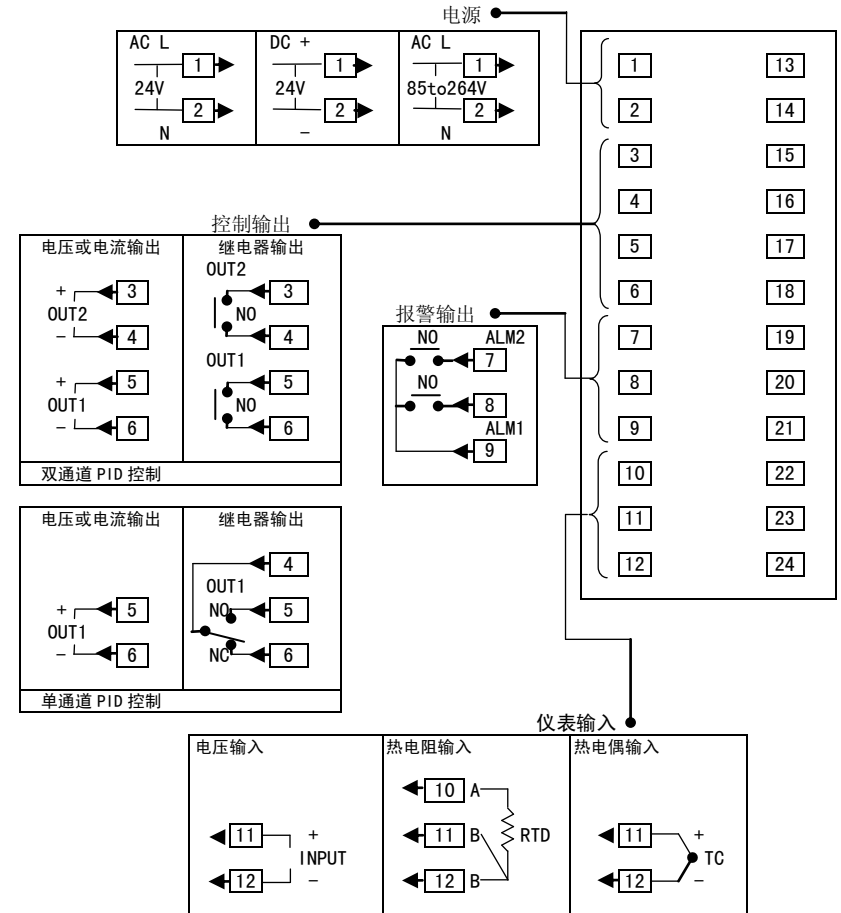 电源
AC L DC + AC L
1 1 1
24V 24V 85to264V
2 2 2
N − N
1 13
2 14
3 15
4 16
5 17
6 18
7 19
8 20
9 21
10 22
11 23
12 24
控制输出
电压或电流输出 继电器输出
OUT2
+ 3 3
OUT2 NO
− 4 4
OUT1
+ 5 5
OUT1 NO
− 6 6
双通道 PID 控制
报警输出
NO ALM2
7
NO
8
ALM1
9
电压或电流输出 继电器输出
4
OUT1
+ 5 NO 5
OUT1
− 6 NC 6
单通道 PID 控制
仪表输入
电压输入 热电阻输入 热电偶输入
10 A
11 + 11 B RTD 11 +
INPUT TC
12 − 12 B 12 −